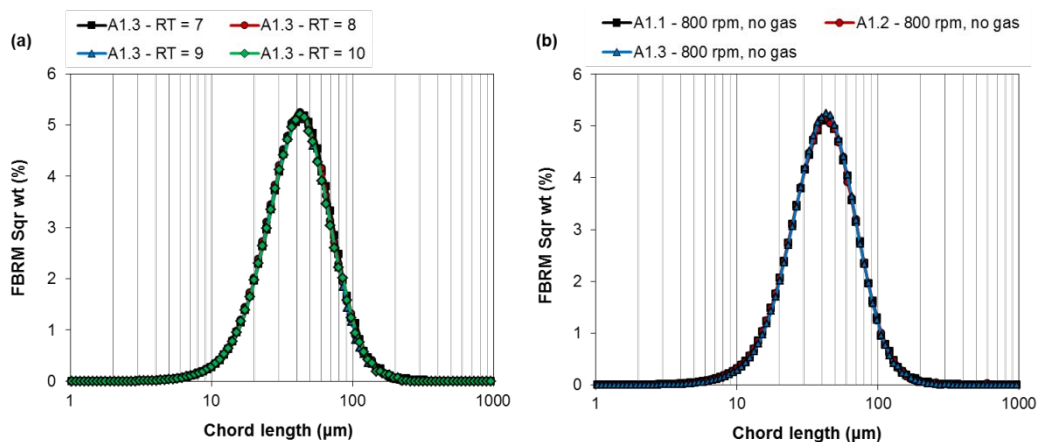 (a)
A1.3 - RT = 7
A1.3 - RT = 8
A1.3 - RT = 9
A1.3 - RT = 10
FBRM Sqr wt (%)
6
5
4
3
2
1
0
1
10
100
1000
Chord length (µm)
(b)
A1.1 - 800 rpm, no gas
A1.2 - 800 rpm, no gas
A1.3 - 800 rpm, no gas
FBRM Sqr wt (%)
6
5
4
3
2
1
0
1
10
100
1000
Chord length (µm)